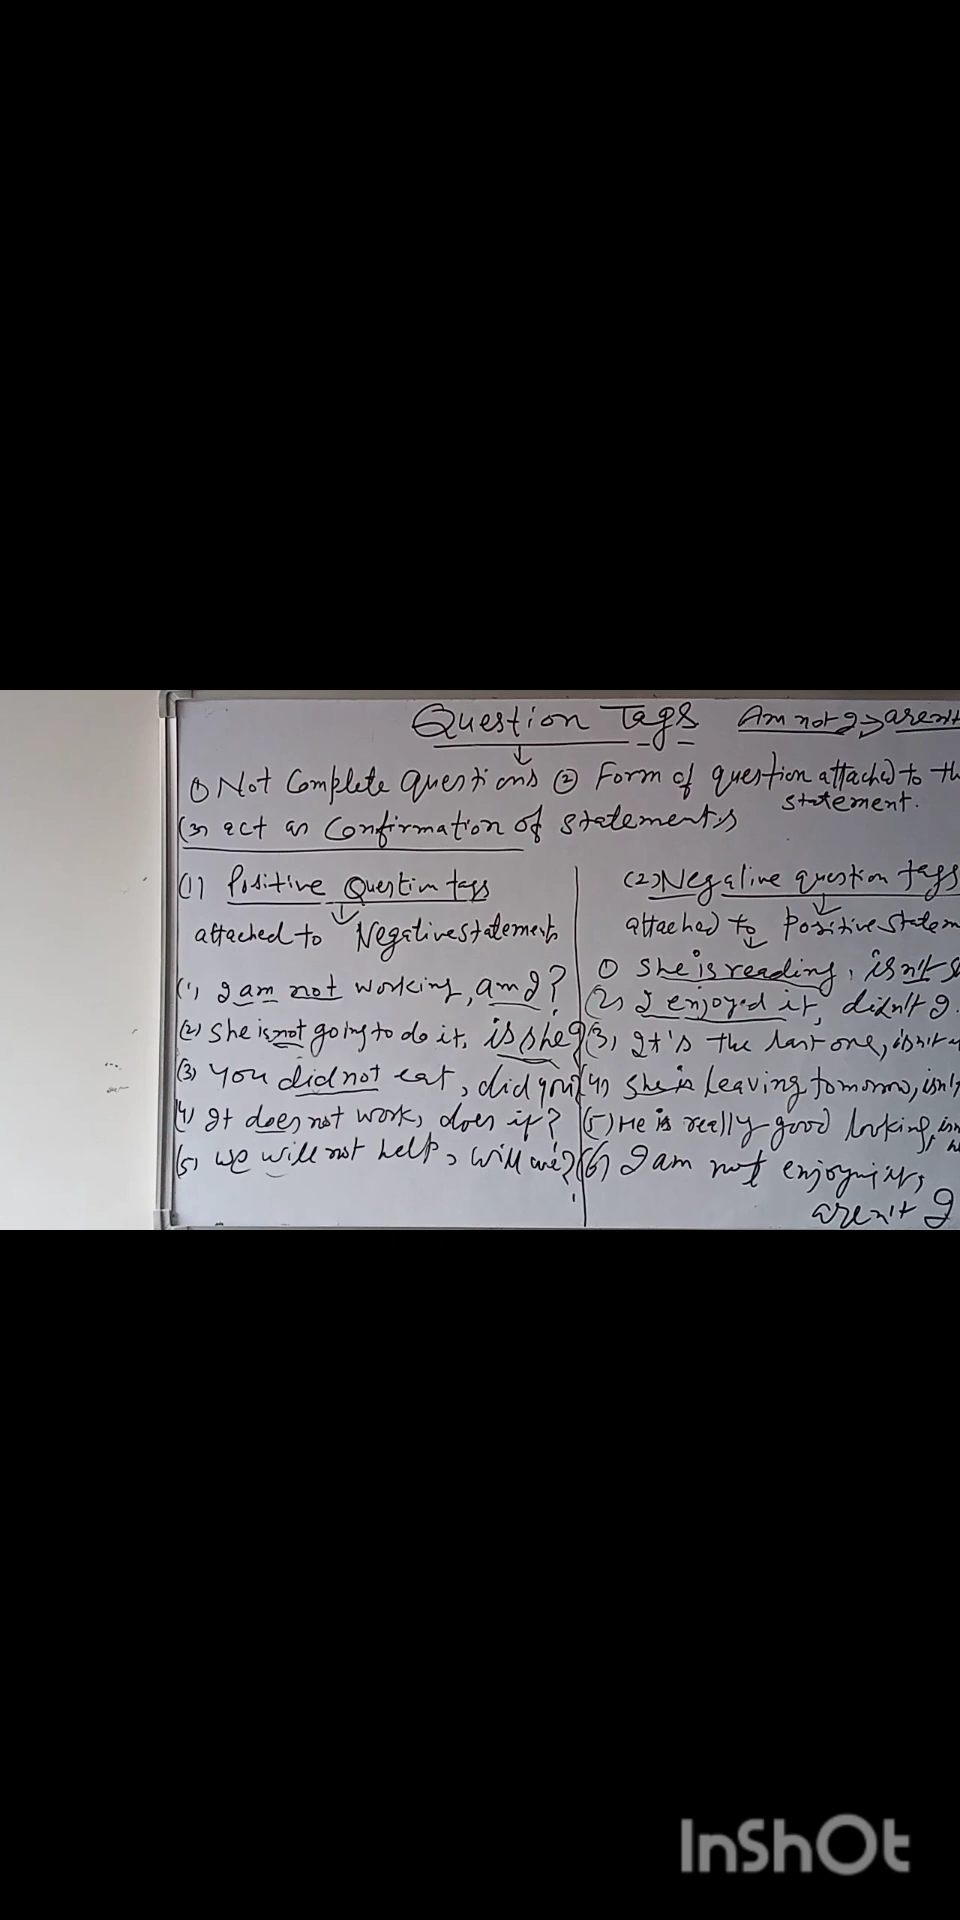 Question Tags Am not I → aren't
① Not Complete Questions ② Form of question attached to th
statement.
(3) act as Confirmation of statements
(1) Positive Question tags
attached to Negative statements
(1) I am not working, am I?
(2) She is not going to do it, is she?
(3) You did not eat, did you?
(4) It does not work, does it?
(5) we will not help, will we?
(2) Negative question tags
attached to Positive statem
① She is reading, isn't s
(2) I enjoyed it, didn't I.
(3) It's the last one, isn't
(4) She is leaving tomorrow, isn't
(5) He is really good looking, isn
(6) I am not enjoying it,
aren't I
InShOt